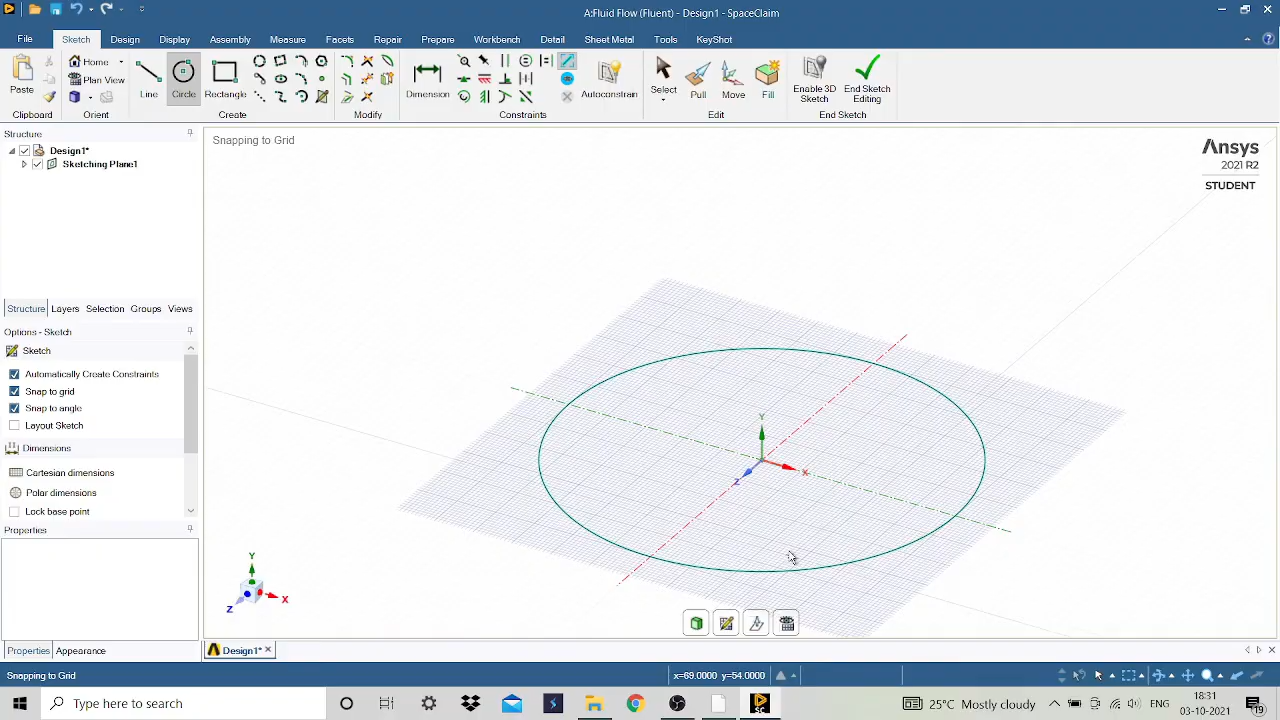 A:Fluid Flow (Fluent) - Design1 - SpaceClaim
File Sketch Design Display Assembly Measure Facets Repair Prepare Workbench Detail Sheet Metal Tools KeyShot
Paste
Home
Plan View
Line Circle Rectangle
Dimension
Autoconstrain
Select Pull Move Fill
Enable 3D Sketch
End Sketch Editing
Clipboard Orient Create Modify Constraints Edit End Sketch
Structure
Design1*
Sketching Plane1
Structure Layers Selection Groups Views
Options - Sketch
Sketch
Automatically Create Constraints
Snap to grid
Snap to angle
Layout Sketch
Dimensions
Cartesian dimensions
Polar dimensions
Lock base point
Properties
Properties Appearance
Snapping to Grid
Ansys
2021 R2
STUDENT
Y
X
Z
Y
X
Z
Design1*
Snapping to Grid
x=69.0000 y=54.0000
Type here to search
SC
25°C Mostly cloudy
ENG
18:31
03-10-2021
19